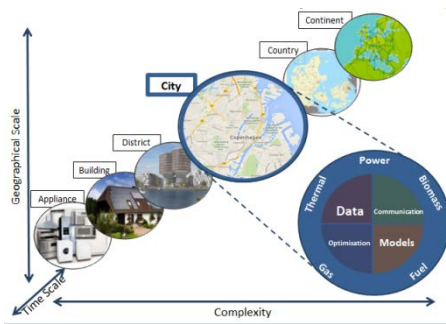 Continent
Country
City
District
Building
Appliance
Copenhagen
Geographical Scale
Time Scale
Complexity
Power
Thermal
Biomass
Data
Communication
Optimisation
Models
Gas
Fuel